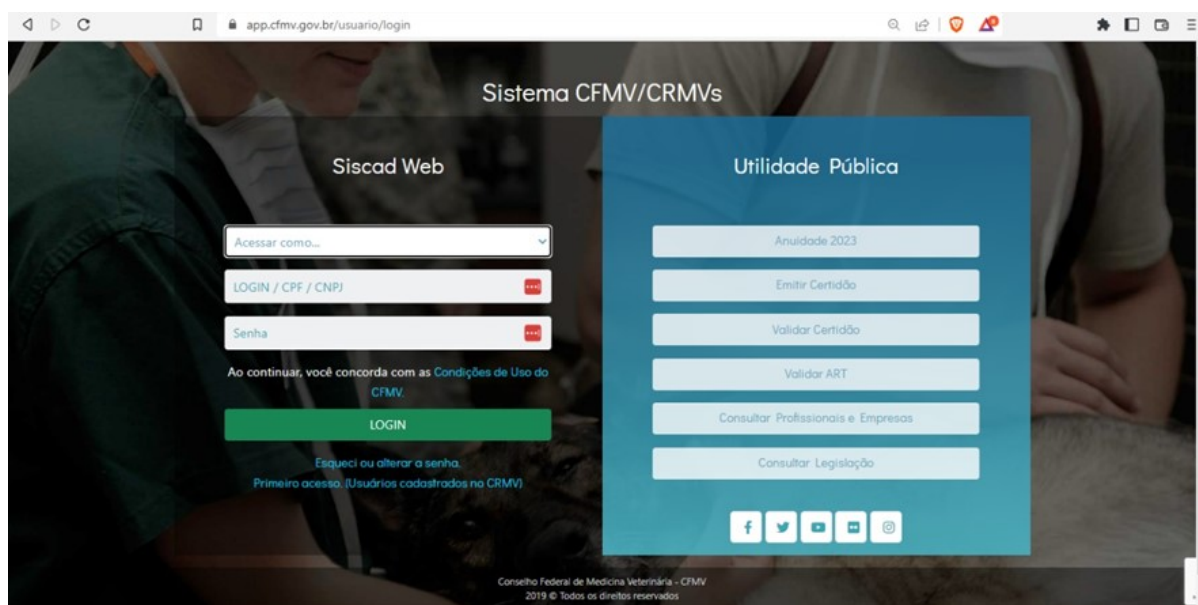 app.cfmv.gov.br/usuario/login
Sistema CFMV/CRMVs
Siscad Web
Acessar como...
LOGIN / CPF / CNPJ
Senha
Ao continuar, você concorda com as Condições de Uso do
CFMV.
LOGIN
Esqueci ou alterar a senha.
Primeiro acesso. (Usuários cadastrados no CRMV)
Utilidade Pública
Anuidade 2023
Emitir Certidão
Validar Certidão
Validar ART
Consultar Profissionais e Empresas
Consultar Legislação
Conselho Federal de Medicina Veterinária - CFMV
2019 © Todos os direitos reservados